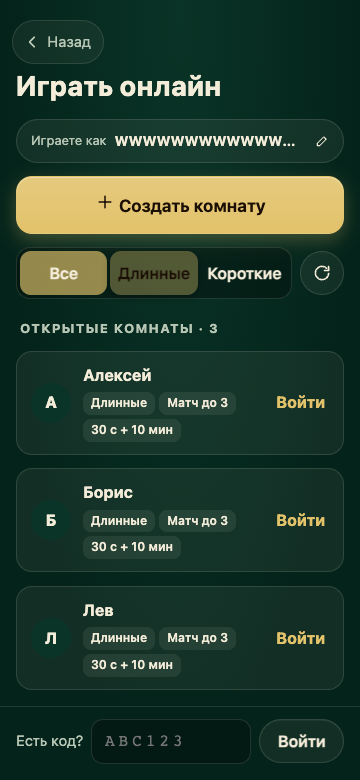 Назад
Играть онлайн
Играете как WWWWWWWWWWWWW...
+ Создать комнату
Все Длинные Короткие
ОТКРЫТЫЕ КОМНАТЫ · 3
А
Алексей
Длинные Матч до 3
30 с + 10 мин
Войти
Б
Борис
Длинные Матч до 3
30 с + 10 мин
Войти
Л
Лев
Длинные Матч до 3
30 с + 10 мин
Войти
Есть код? ABC123 Войти